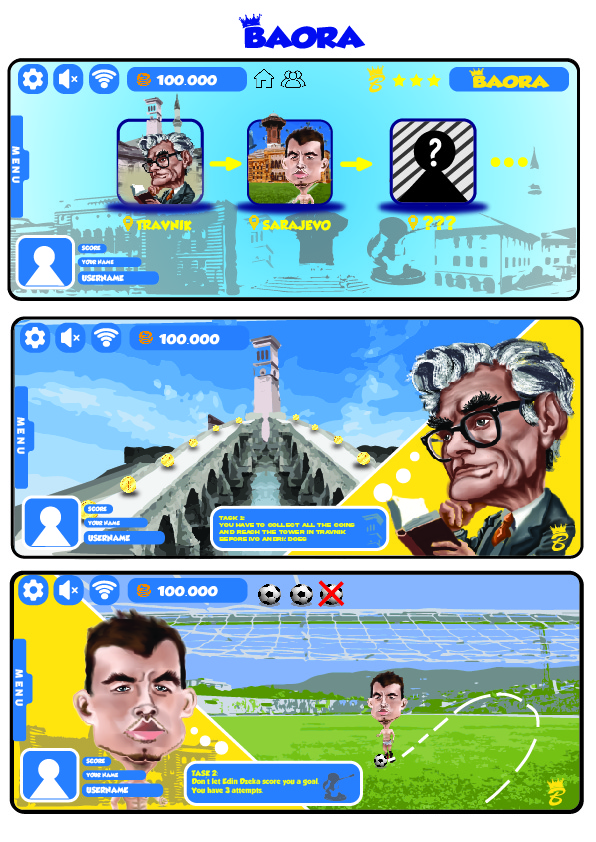 BAORA
100.000
BAORA
MENU
?
TRAVNIK
SARAJEVO
???
SCORE
YOUR NAME
USERNAME
100.000
MENU
SCORE
YOUR NAME
USERNAME
TASK 1:
YOU HAVE TO COLLECT ALL THE COINS
AND REACH THE TOWER IN TRAVNIK
BEFORE IVO ANDRIC DOES
B
100.000
MENU
SCORE
YOUR NAME
USERNAME
TASK 2:
Don't let Edin Dzeko score you a goal.
You have 3 attempts.
B